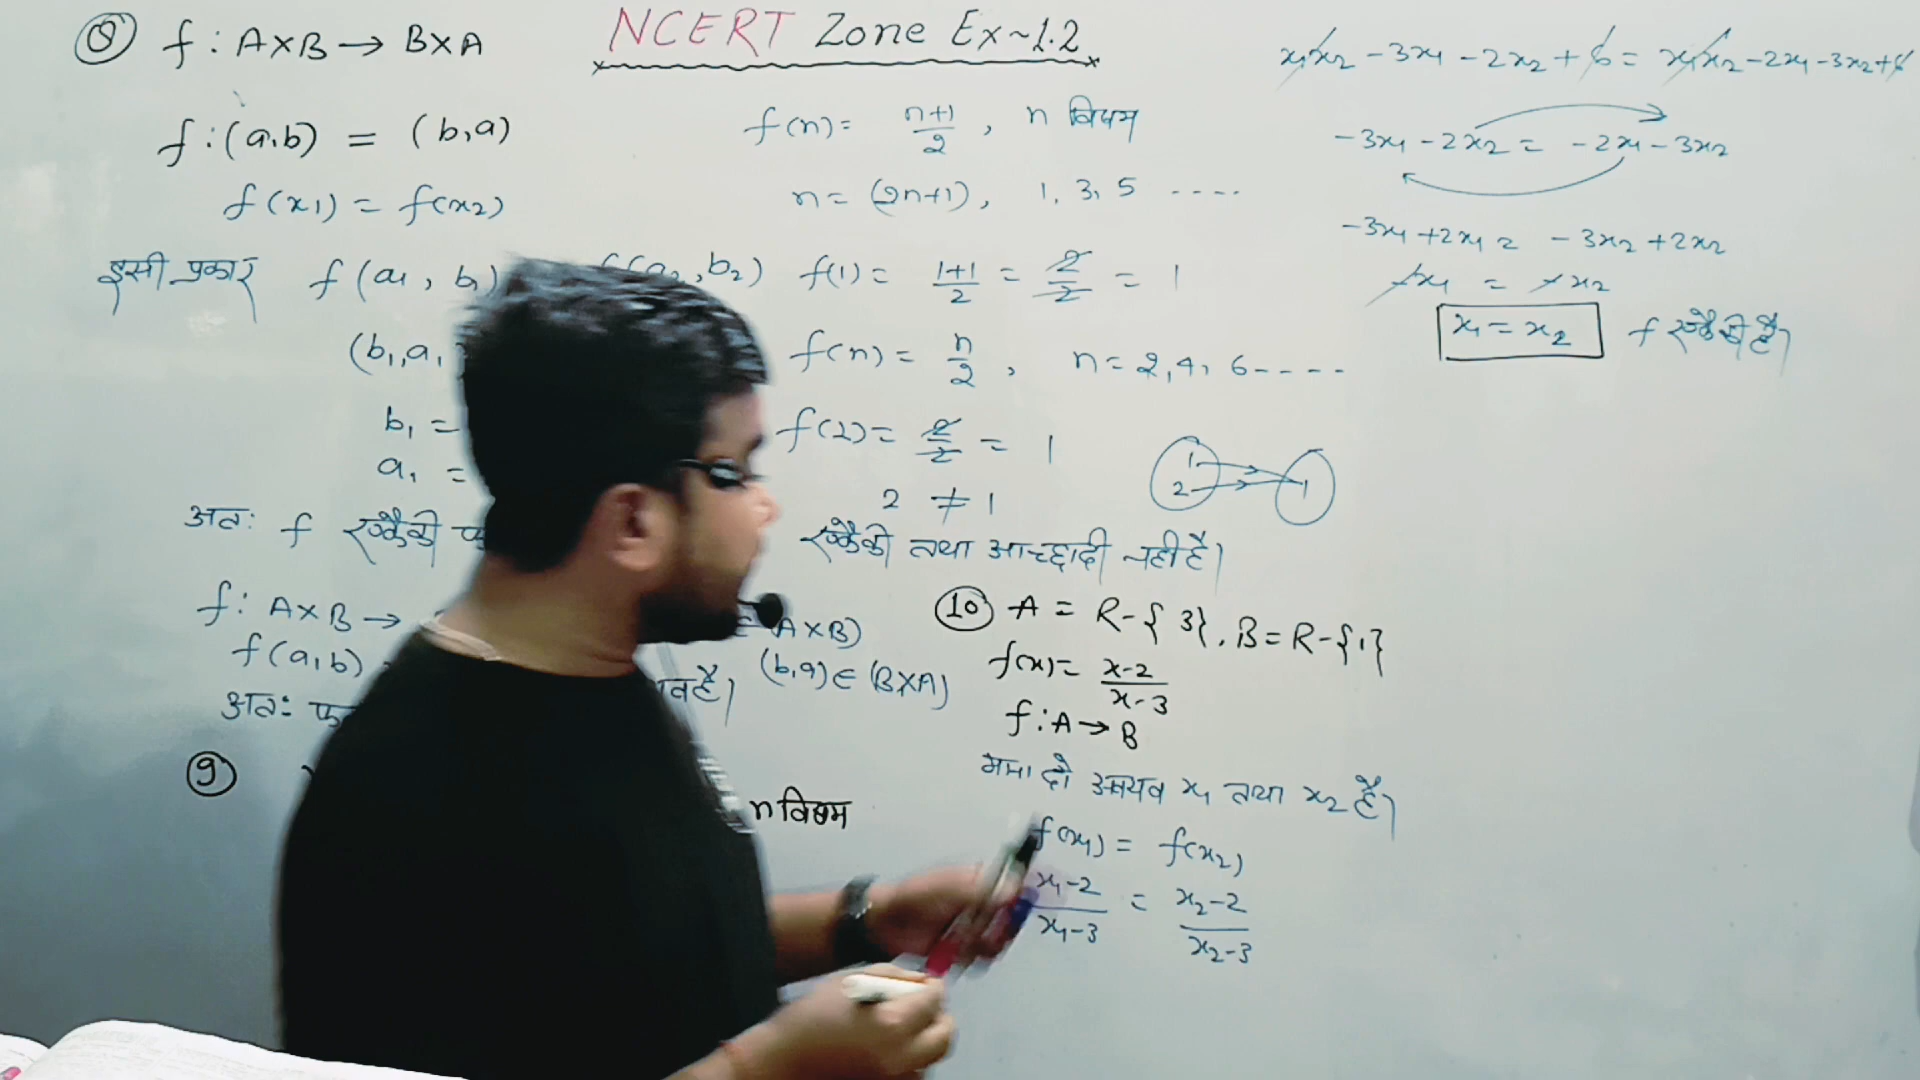 NCERT Zone Ex~1.2
⑧ f : A×B → B×A
f : (a,b) = (b,a)
f(x₁) = f(x₂)
इसी प्रकार f(a₁, b₁) f(a₂, b₂)
(b₁,a₁
b₁ =
a₁ =
अतः f एकैकी
f : A×B → A×B)
f(a,b) (b,a) ∈ (B×A)
अतः
⑨
n विषम
f(n) = n+1/2 , n विषम
n = (2n+1), 1, 3, 5 ....
f(1) = 1+1/2 = 2/2 = 1
f(n) = n/2 , n = 2, 4, 6 ----
f(2) = 2/2 = 1
1 2 1
2 ≠ 1
एकैकी तथा आच्छादी नहीं है।
⑩ A = R-{3}, B = R-{1}
f(x) = x-2/x-3
f : A → B
माना दो अवयव x₁ तथा x₂ है।
f(x₁) = f(x₂)
x₁-2/x₁-3 = x₂-2/x₂-3
x₁x₂ - 3x₁ - 2x₂ + 6 = x₁x₂ - 2x₁ - 3x₂ + 6
-3x₁ - 2x₂ = -2x₁ - 3x₂
-3x₁ + 2x₁ = -3x₂ + 2x₂
-x₁ = -x₂
x₁ = x₂ f एकैकी है।